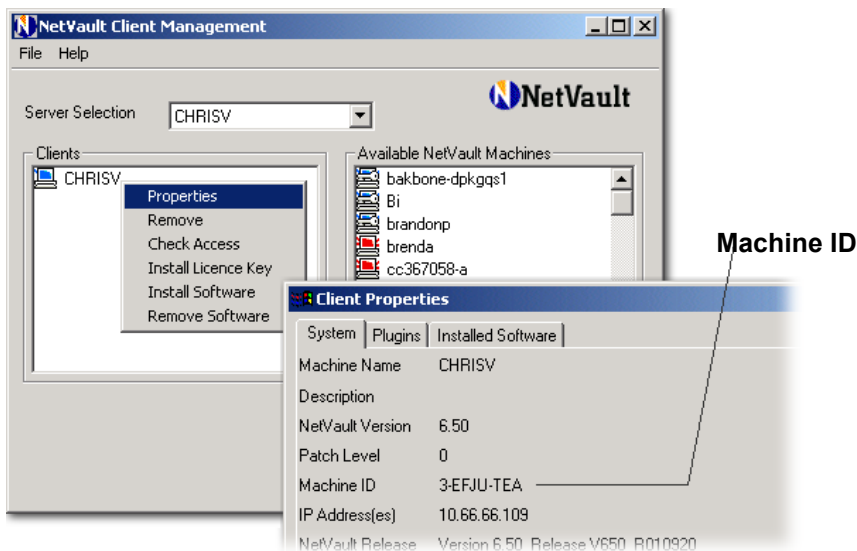 NetVault Client Management
File Help
NetVault
Server Selection CHRISV
Clients
CHRISV
Properties
Remove
Check Access
Install Licence Key
Install Software
Remove Software
Available NetVault Machines
bakbone-dpkgqs1
Bi
brandonp
brenda
cc367058-a
Machine ID
Client Properties
System Plugins Installed Software
Machine Name CHRISV
Description
NetVault Version 6.50
Patch Level 0
Machine ID 3-EFJU-TEA
IP Address(es) 10.66.66.109
NetVault Release Version 6.50 Release V650 R010920